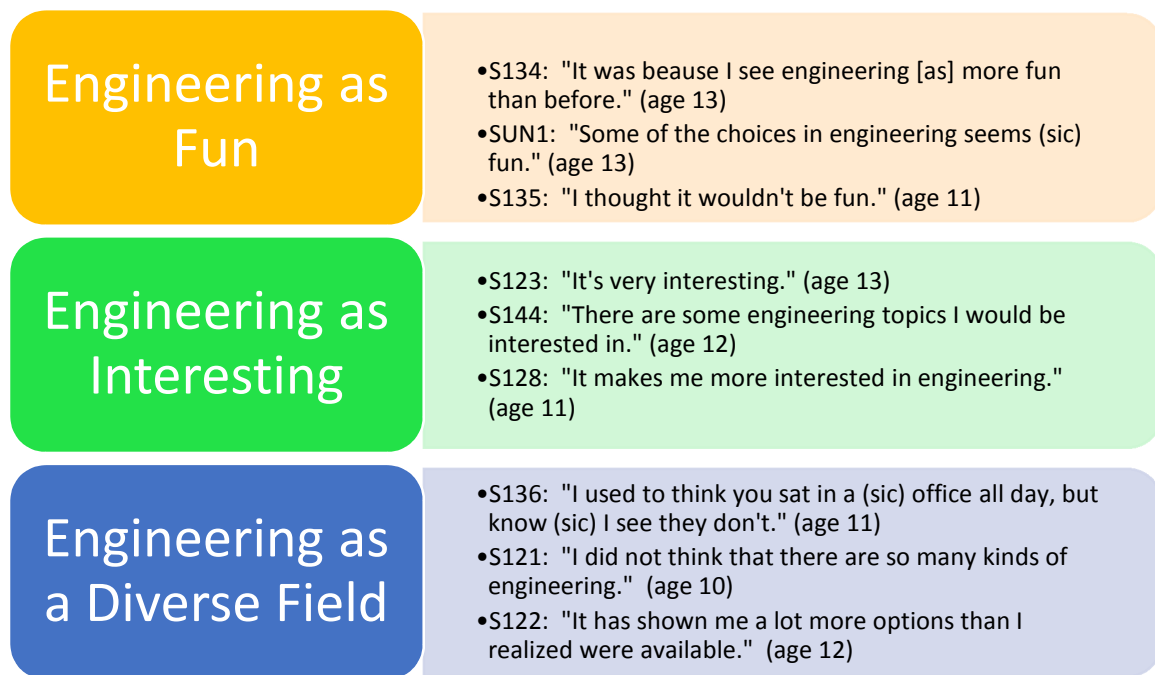 Engineering as
Fun
•S134:  "It was beause I see engineering [as] more fun
than before." (age 13)
•SUN1:  "Some of the choices in engineering seems (sic)
fun." (age 13)
•S135:  "I thought it wouldn't be fun." (age 11)
Engineering as
Interesting
•S123:  "It's very interesting." (age 13)
•S144:  "There are some engineering topics I would be
interested in." (age 12)
•S128:  "It makes me more interested in engineering."
(age 11)
Engineering as
a Diverse Field
•S136:  "I used to think you sat in a (sic) office all day, but
know (sic) I see they don't." (age 11)
•S121:  "I did not think that there are so many kinds of
engineering."  (age 10)
•S122:  "It has shown me a lot more options than I
realized were available."  (age 12)